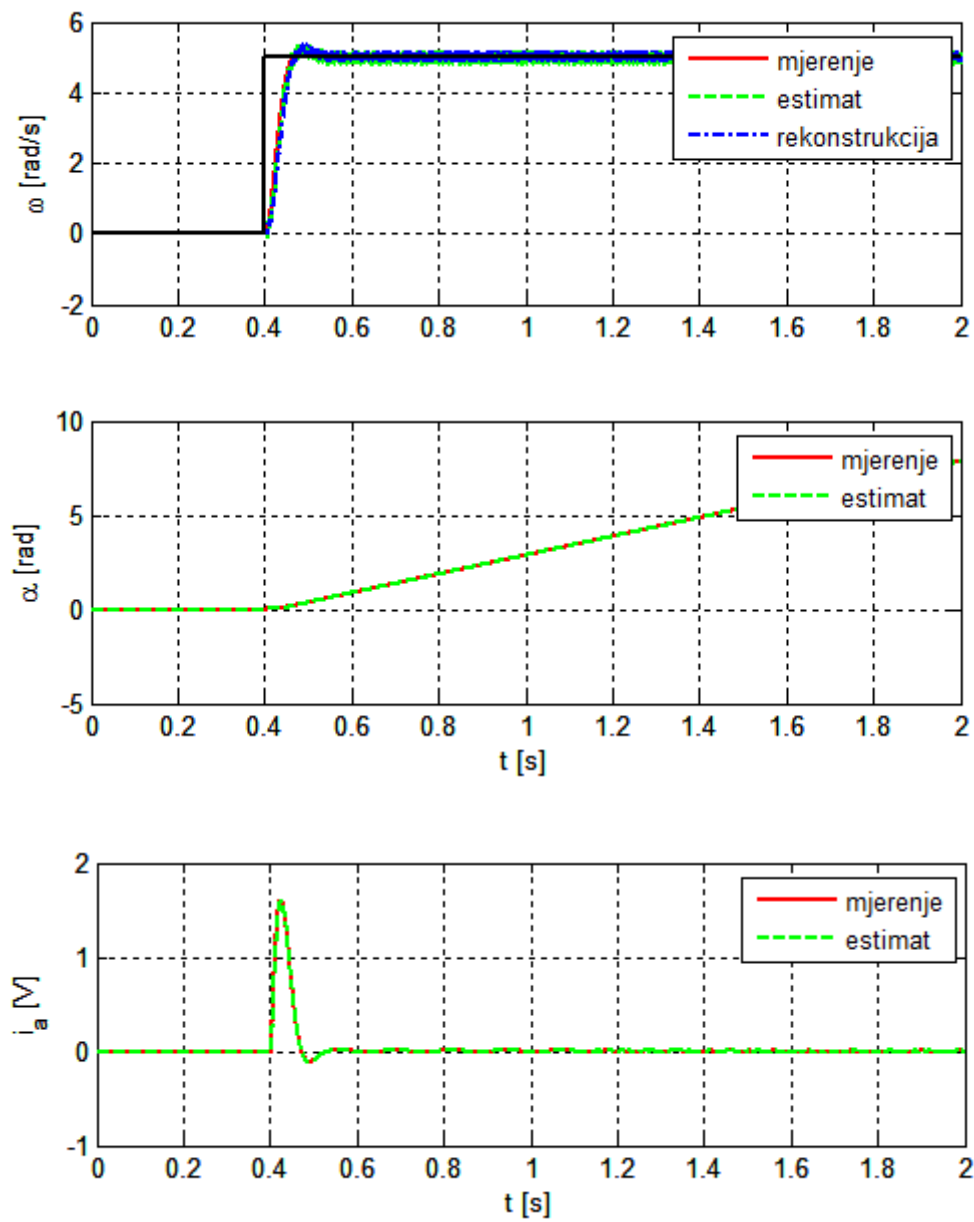 6
4
2
0
-2
ω [rad/s]
mjerenje
estimat
rekonstrukcija
0 0.2 0.4 0.6 0.8 1 1.2 1.4 1.6 1.8 2
10
5
0
-5
α [rad]
mjerenje
estimat
0 0.2 0.4 0.6 0.8 1 1.2 1.4 1.6 1.8 2
t [s]
2
1
0
-1
i_a [V]
mjerenje
estimat
0 0.2 0.4 0.6 0.8 1 1.2 1.4 1.6 1.8 2
t [s]